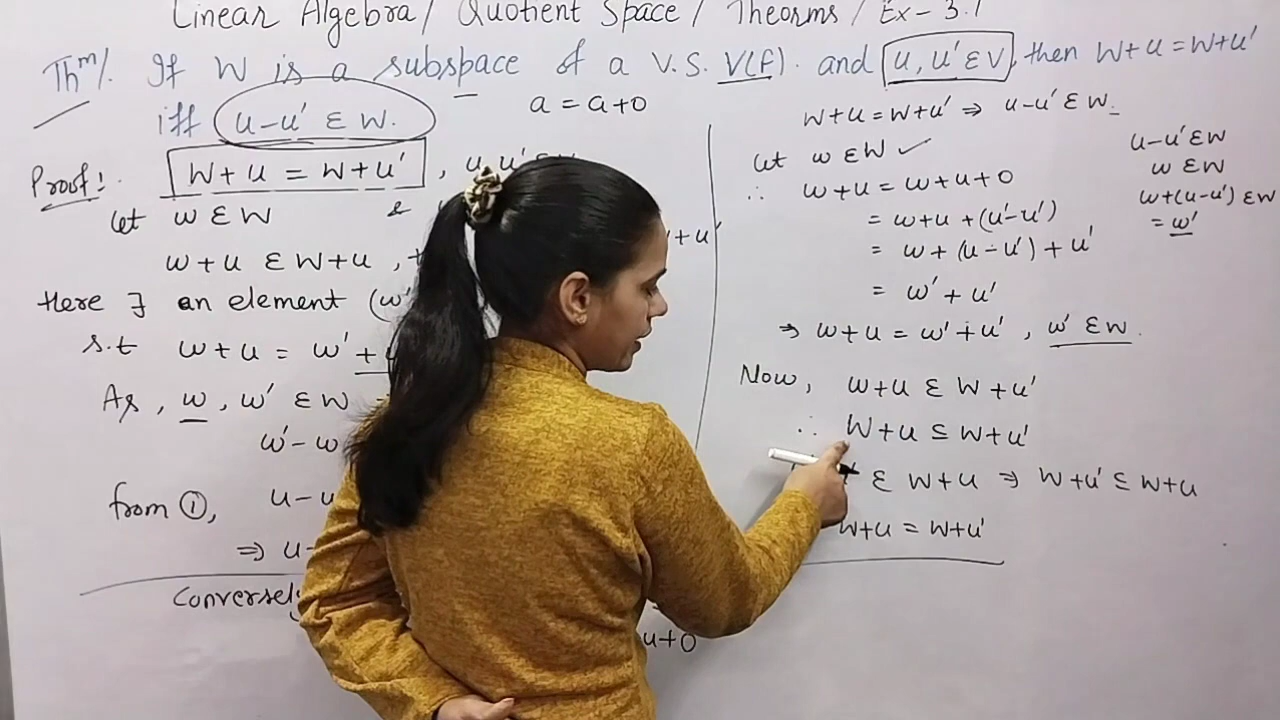 Linear Algebra / Quotient Space / Theorms / Ex-3.1
Thm/. If W is a subspace of a V.S. V(F). and u, u' ε V, then W+u = W+u'
iff u-u' ε W.
a = a+0
Proof:. W+u = W+u' , u, u' ε W
let w ε W &
w+u ε W+u , '+u'
Here ∃ an element (w'
s.t w+u = w'+
As, w, w' ε W
w'-w
from ①, u-u
⇒ u-
Conversely
u+0
W+u = W+u' ⇒ u-u' ε W.
let w ε W ✓
∴ w+u = w+u+0
= w+u+(u'-u')
= w+(u-u')+u'
= w'+u'
⇒ w+u = w'+u' , w' ε W.
Now, w+u ε W+u'
∴ W+u ⊆ W+u'
ε W+u ⇒ W+u' ⊆ W+u
W+u = W+u'
u-u' ε W
w ε W
w+(u-u') ε W
= w'